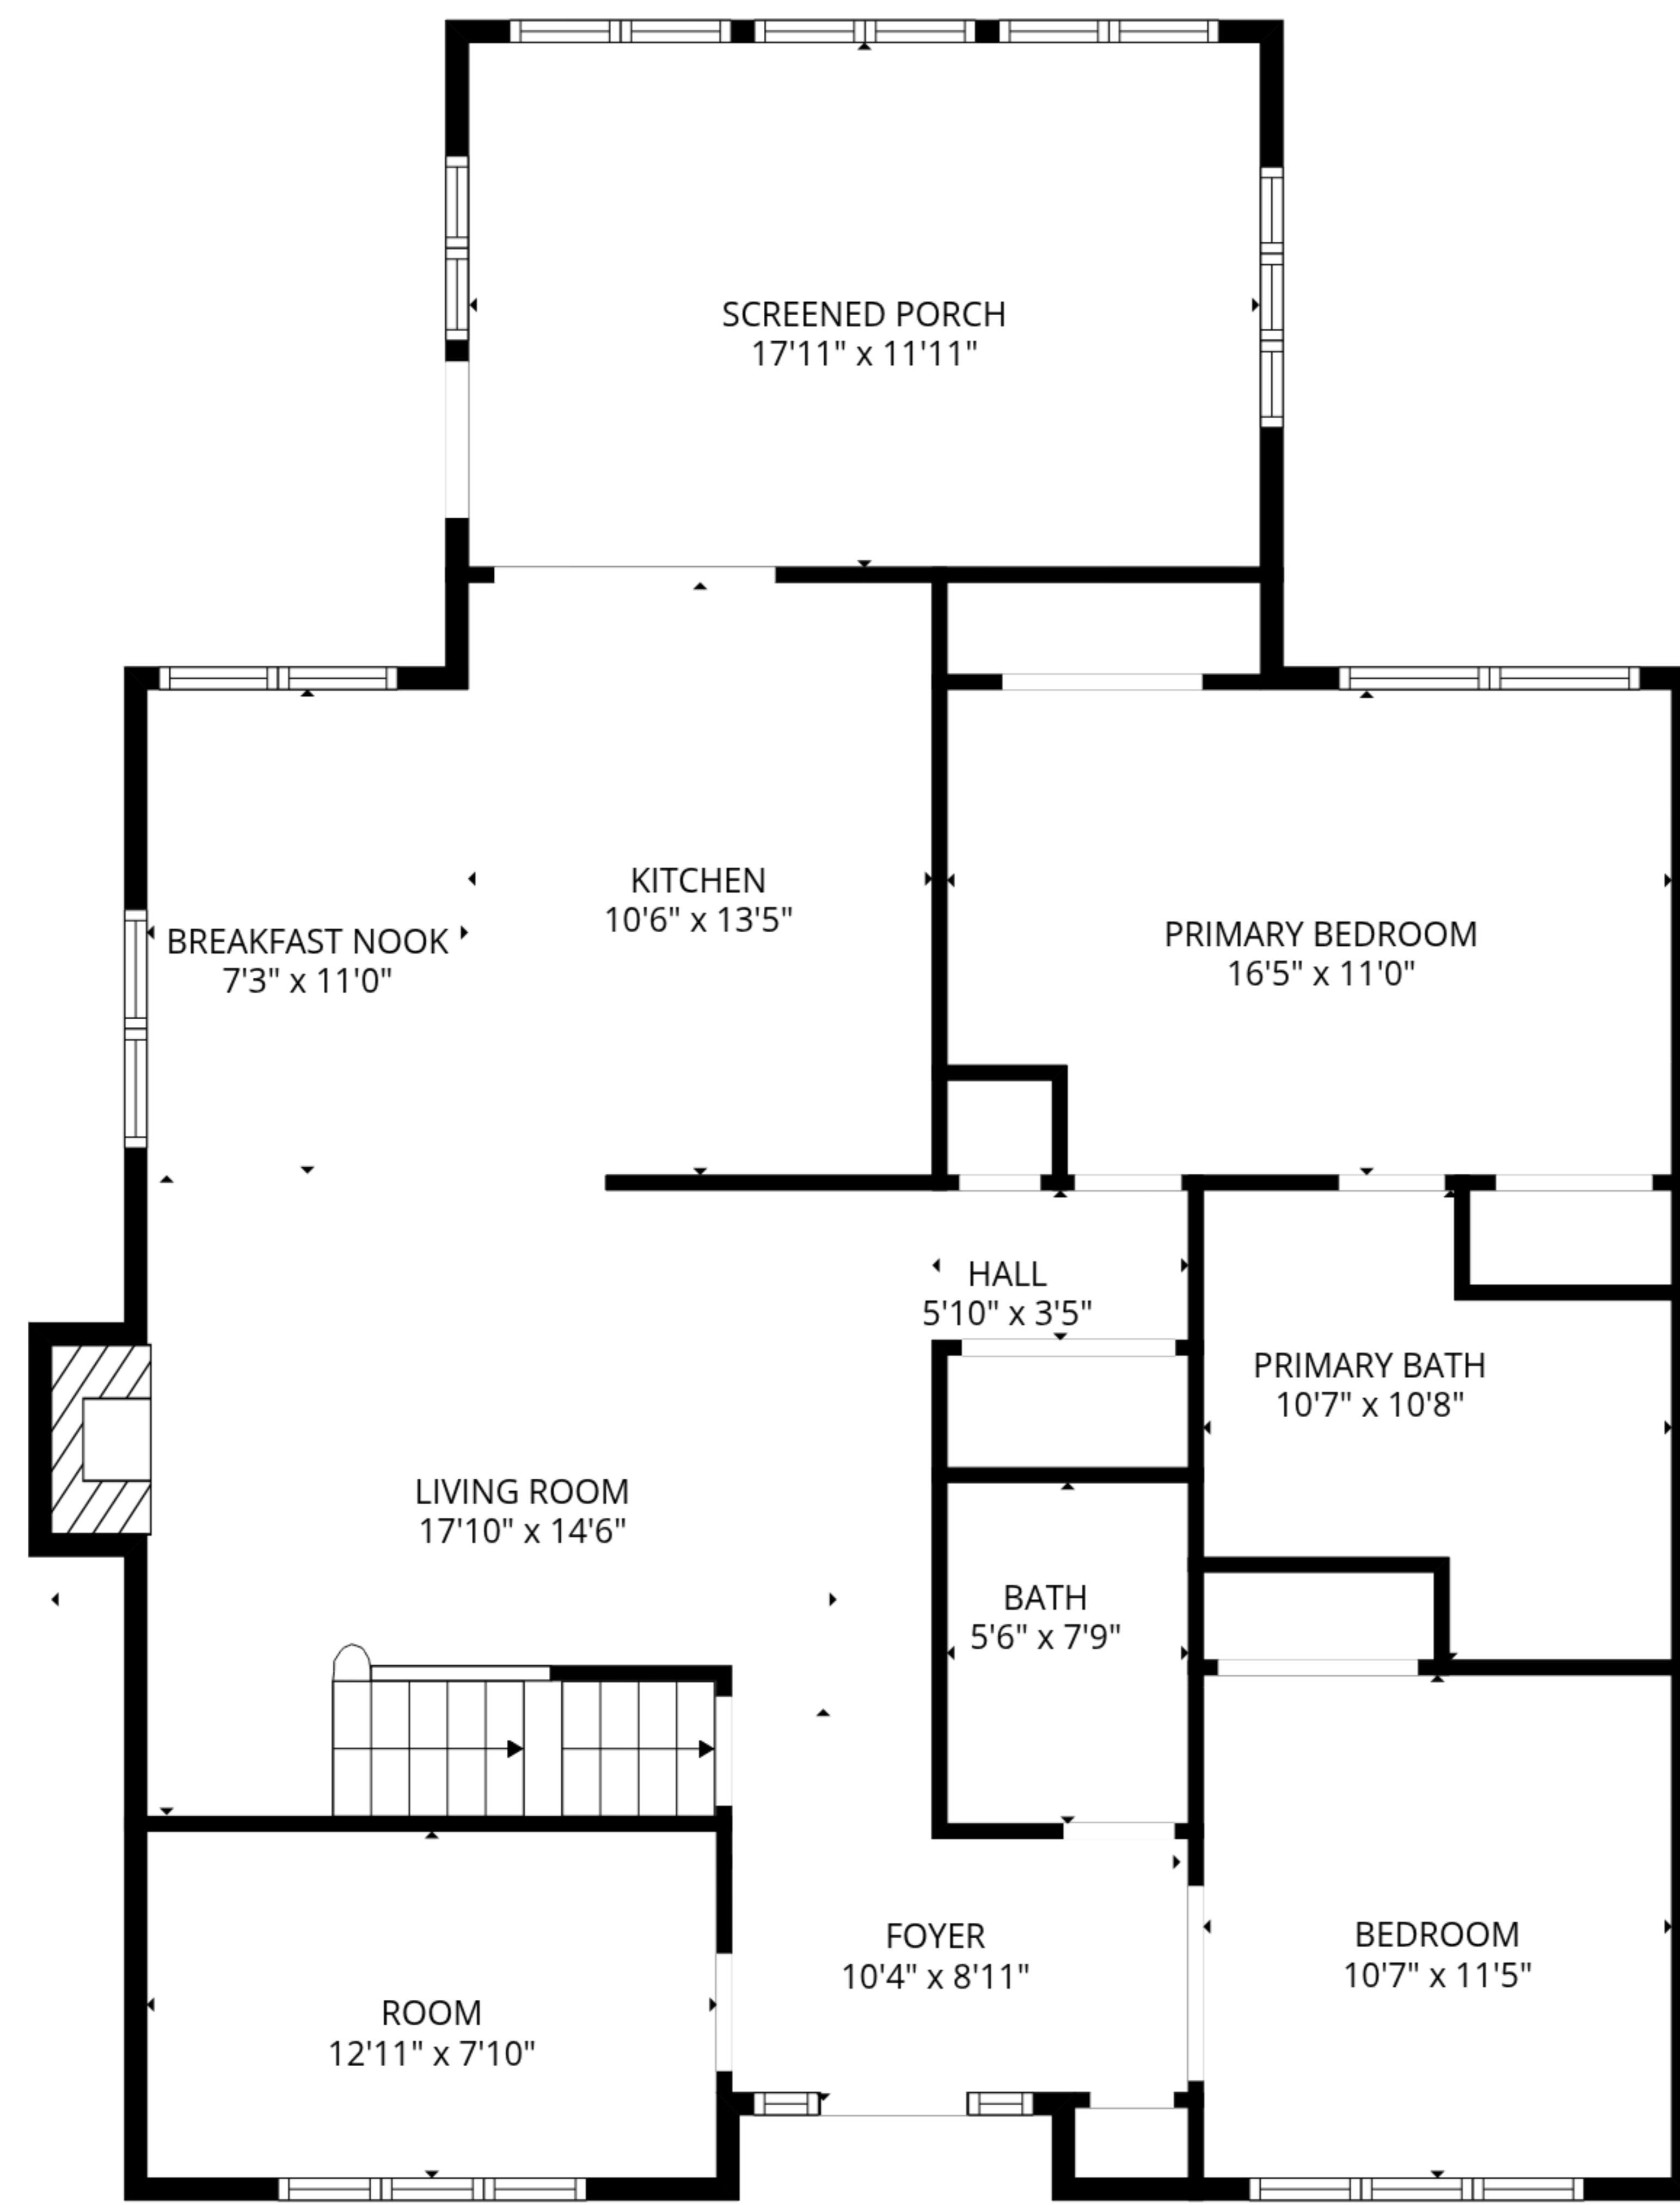 SCREENED PORCH
17'11" x 11'11"
KITCHEN
10'6" x 13'5"
BREAKFAST NOOK
7'3" x 11'0"
PRIMARY BEDROOM
16'5" x 11'0"
HALL
5'10" x 3'5"
PRIMARY BATH
10'7" x 10'8"
LIVING ROOM
17'10" x 14'6"
BATH
5'6" x 7'9"
FOYER
10'4" x 8'11"
BEDROOM
10'7" x 11'5"
ROOM
12'11" x 7'10"